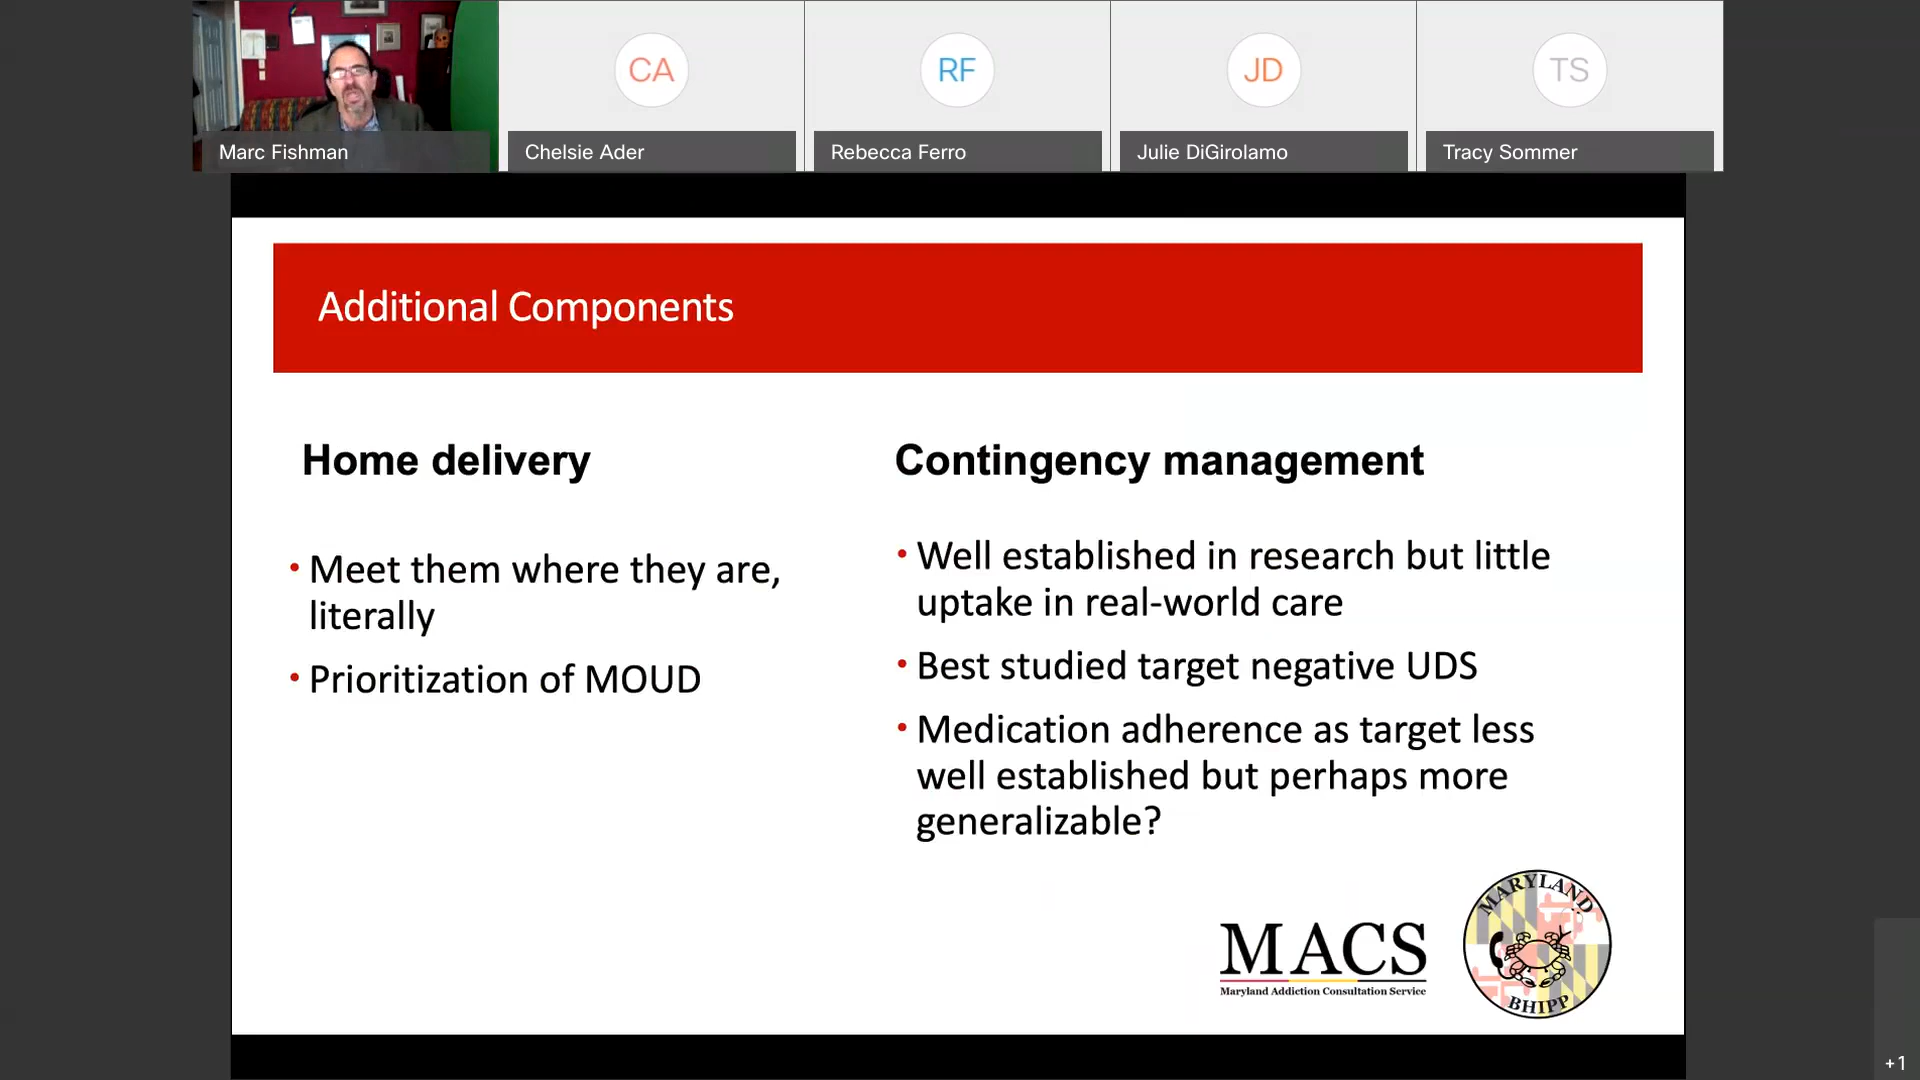 CA
RF
JD
TS
Marc Fishman
Chelsie Ader
Rebecca Ferro
Julie DiGirolamo
Tracy Sommer
Additional Components
Home delivery
• Meet them where they are,
literally
• Prioritization of MOUD
Contingency management
• Well established in research but little
uptake in real-world care
• Best studied target negative UDS
• Medication adherence as target less
well established but perhaps more
generalizable?
MACS
Maryland Addiction Consultation Service
MARYLAND
BHIPP
+1